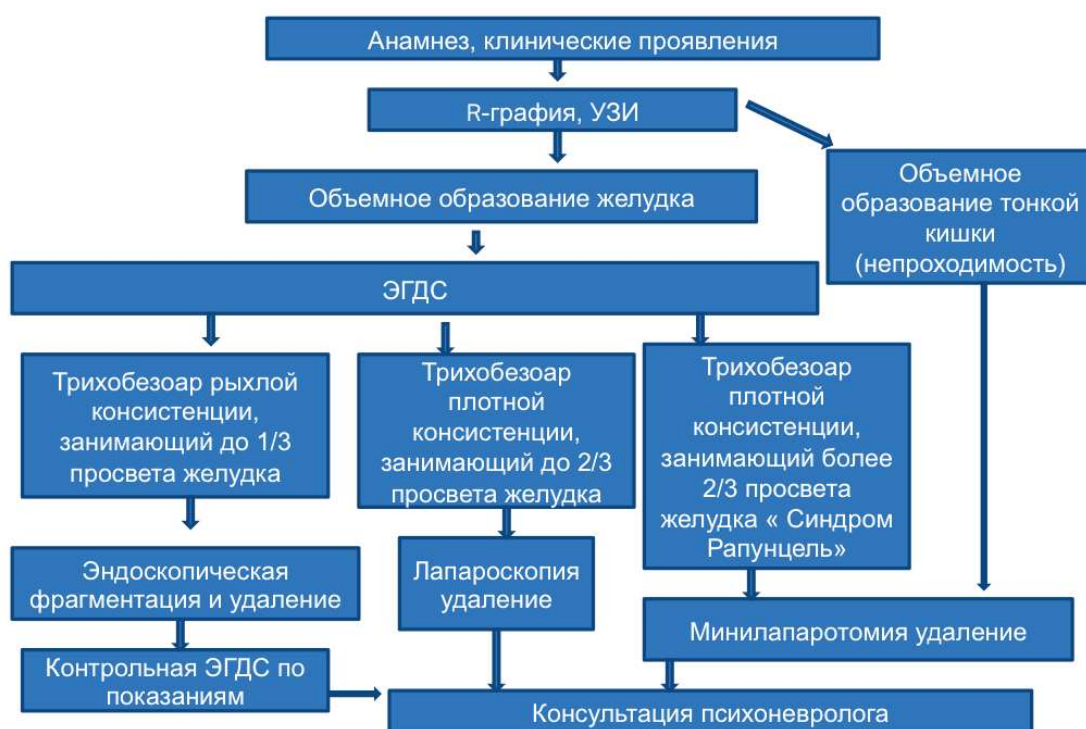 Анамнез, клинические проявления
R-графия, УЗИ
Объемное образование желудка
Объемное
образование тонкой
кишки
(непроходимость)
ЭГДС
Трихобезоар рыхлой
консистенции,
занимающий до 1/3
просвета желудка
Трихобезоар
плотной
консистенции,
занимающий до 2/3
просвета желудка
Трихобезоар
плотной
консистенции,
занимающий более
2/3 просвета
желудка « Синдром
Рапунцель»
Эндоскопическая
фрагментация и удаление
Лапароскопия
удаление
Минилапаротомия удаление
Контрольная ЭГДС по
показаниям
Консультация психоневролога